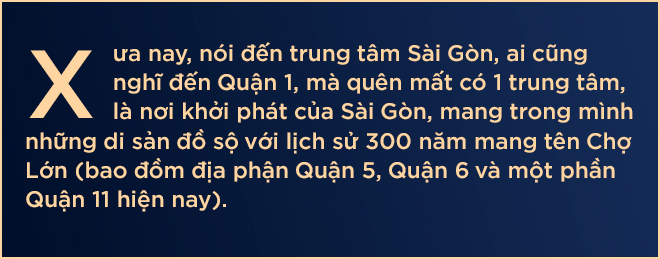 Xưa nay, nói đến trung tâm Sài Gòn, ai cũng
nghĩ đến Quận 1, mà quên mất có 1 trung tâm,
là nơi khởi phát của Sài Gòn, mang trong mình
những di sản đồ sộ với lịch sử 300 năm mang tên Chợ
Lớn (bao đồm địa phận Quận 5, Quận 6 và một phần
Quận 11 hiện nay).